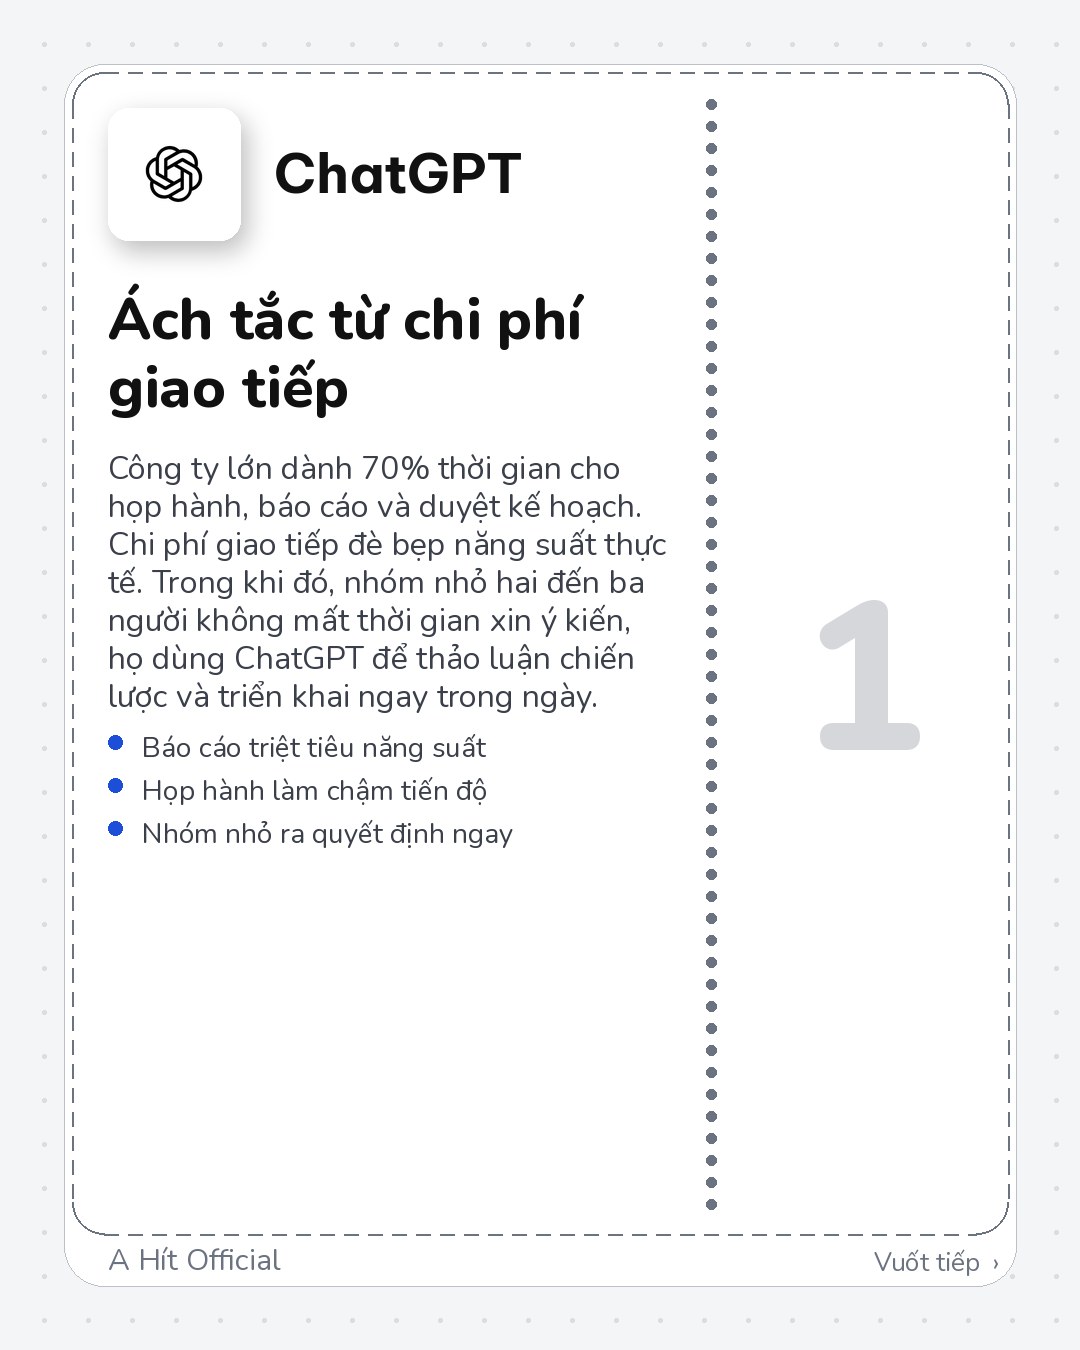 ChatGPT
Ách tắc từ chi phí
giao tiếp
Công ty lớn dành 70% thời gian cho
họp hành, báo cáo và duyệt kế hoạch.
Chi phí giao tiếp đè bẹp năng suất thực
tế. Trong khi đó, nhóm nhỏ hai đến ba
người không mất thời gian xin ý kiến,
họ dùng ChatGPT để thảo luận chiến
lược và triển khai ngay trong ngày.
Báo cáo triệt tiêu năng suất
Họp hành làm chậm tiến độ
Nhóm nhỏ ra quyết định ngay
1
A Hít Official
Vuốt tiếp ›